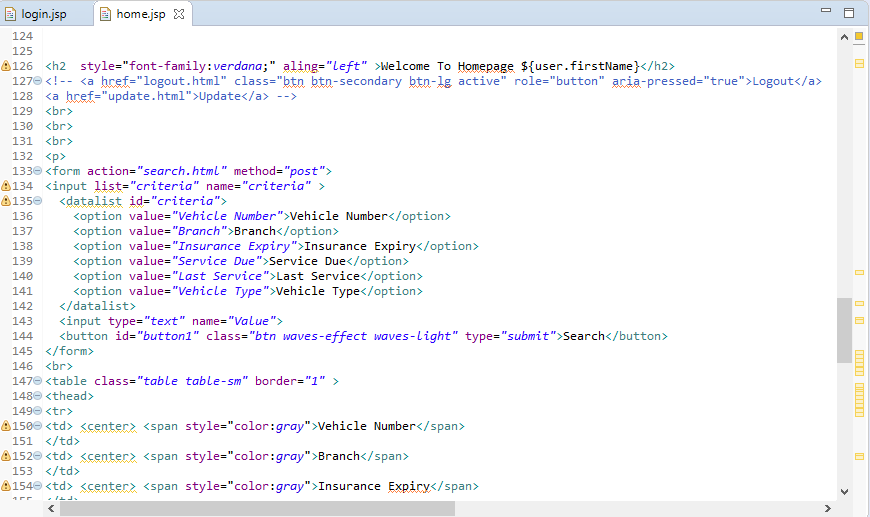 login.jsp home.jsp
124
125
126 <h2  style="font-family:verdana;" aling="left" >Welcome To Homepage ${user.firstName}</h2>
127 <!-- <a href="logout.html" class="btn btn-secondary btn-lg active" role="button" aria-pressed="true">Logout</a>
128 <a href="update.html">Update</a> -->
129 <br>
130 <br>
131 <br>
132 <p>
133 <form action="search.html" method="post">
134 <input list="criteria" name="criteria" >
135   <datalist id="criteria">
136     <option value="Vehicle Number">Vehicle Number</option>
137     <option value="Branch">Branch</option>
138     <option value="Insurance Expiry">Insurance Expiry</option>
139     <option value="Service Due">Service Due</option>
140     <option value="Last Service">Last Service</option>
141     <option value="Vehicle Type">Vehicle Type</option>
142   </datalist>
143   <input type="text" name="Value">
144   <button id="button1" class="btn waves-effect waves-light" type="submit">Search</button>
145 </form>
146 <br>
147 <table class="table table-sm" border="1" >
148 <thead>
149 <tr>
150 <td> <center> <span style="color:gray">Vehicle Number</span>
151 </td>
152 <td> <center> <span style="color:gray">Branch</span>
153 </td>
154 <td> <center> <span style="color:gray">Insurance Expiry</span>
155 </td>